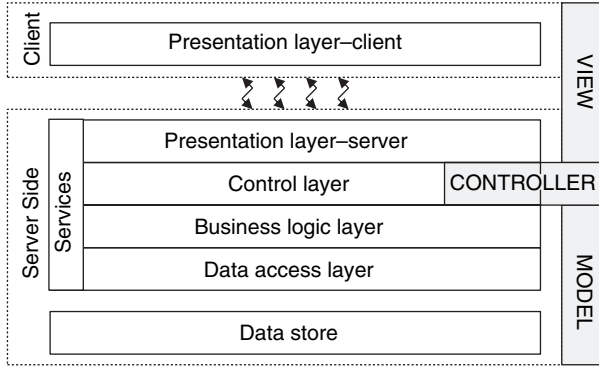 Client
Presentation layer–client
VIEW
Server Side
Services
Presentation layer–server
Control layer
CONTROLLER
Business logic layer
Data access layer
MODEL
Data store